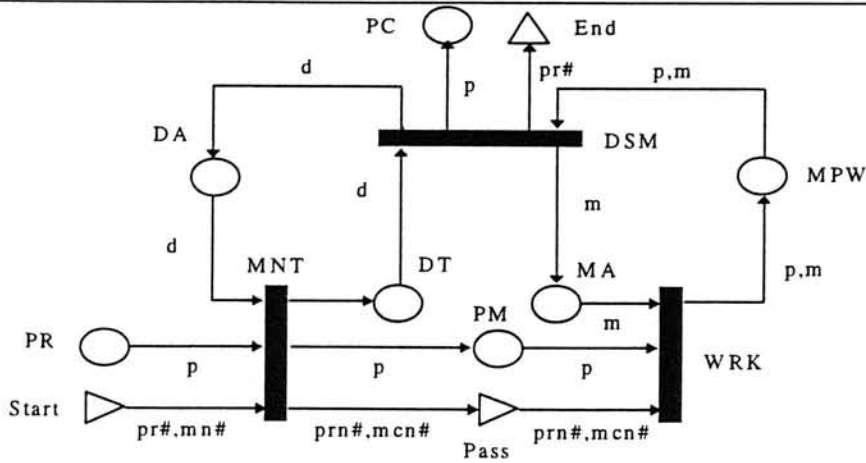 PC End
d p pr# p,m
DA DSM MPW
d d m
MNT DT MA p,m
PR PM m
p p p WRK
Start
pr#,mn# prn#,mcn# prn#,mcn#
Pass